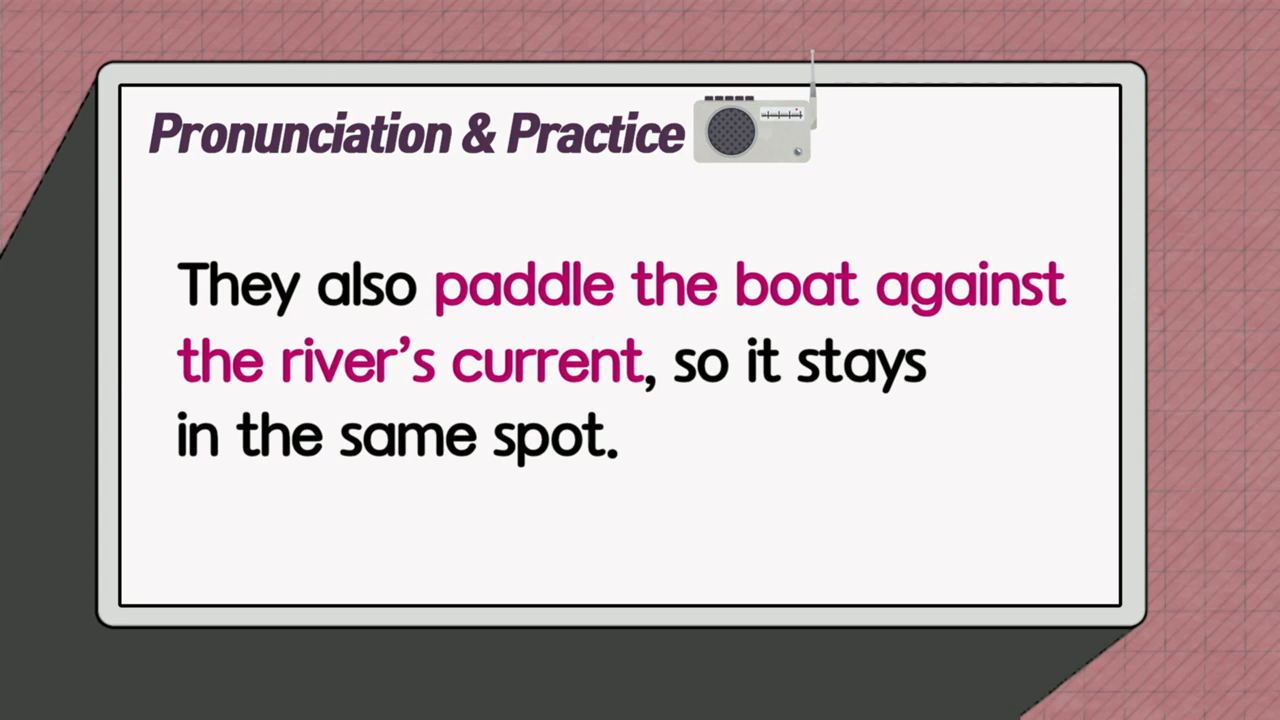 Pronunciation & Practice
They also paddle the boat against
the river’s current, so it stays
in the same spot.